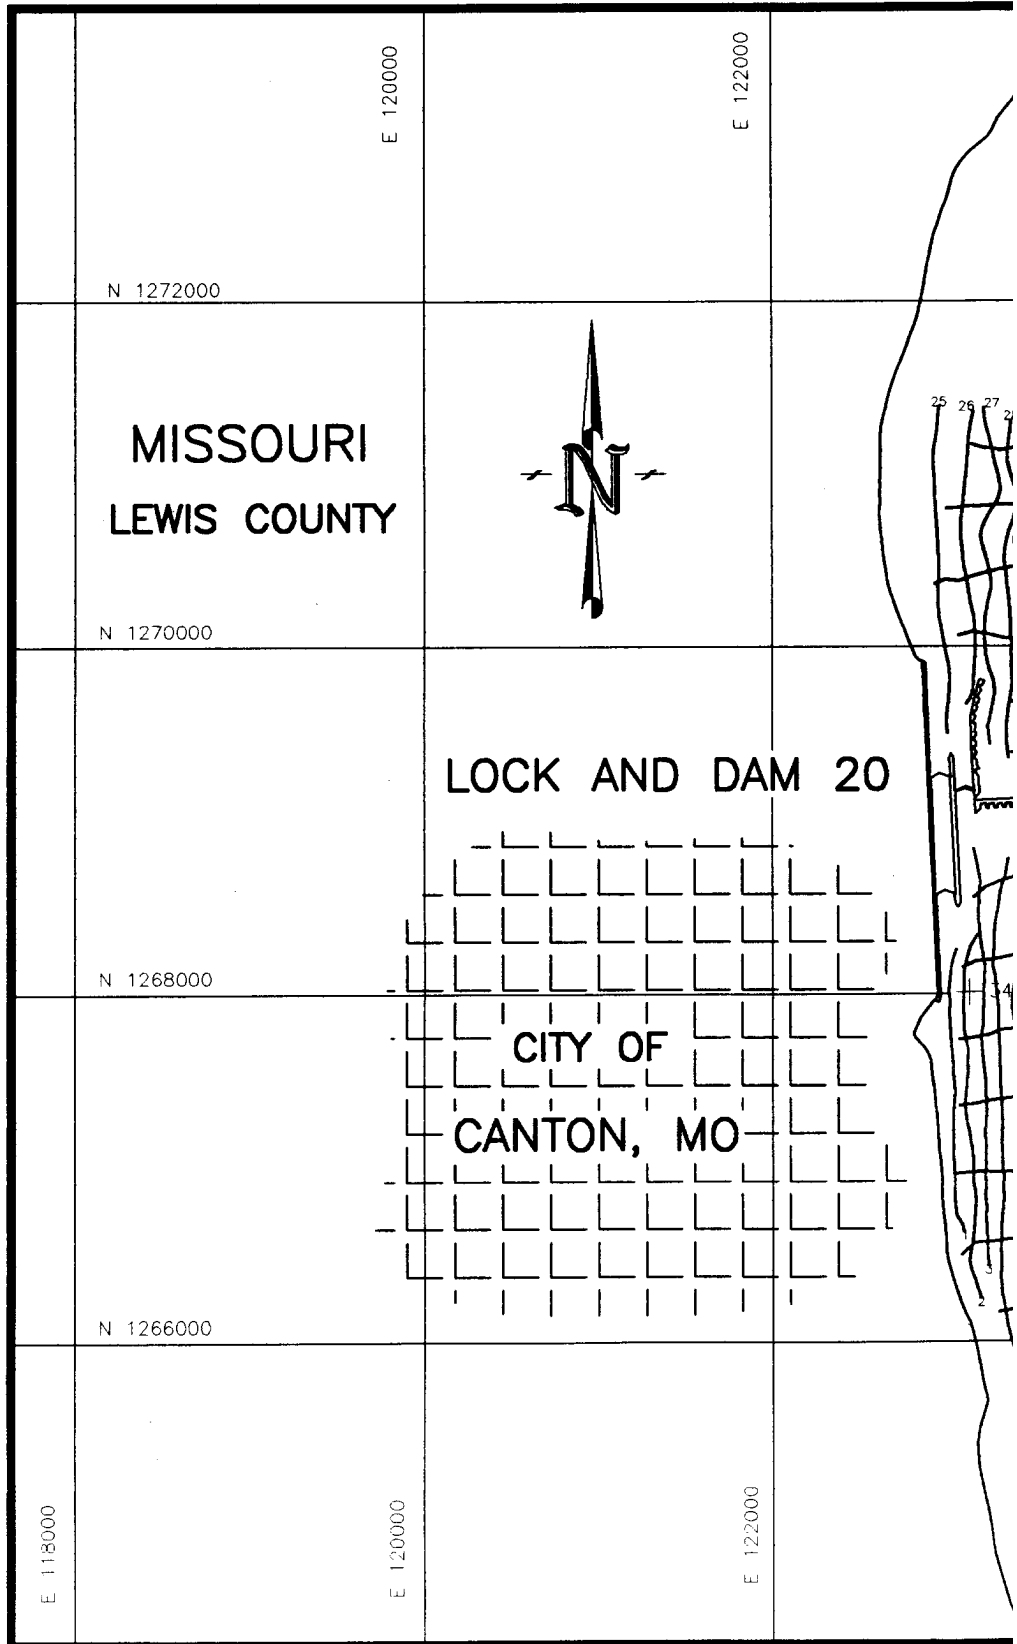 E 120000
E 122000
N 1272000
25
26
27
MISSOURI
N
LEWIS COUNTY
N 1270000
LOCK AND DAM 20
N 1268000
CITY OF
CANTON, MO
3
2
N 1266000
E 118000
E 120000
E 122000